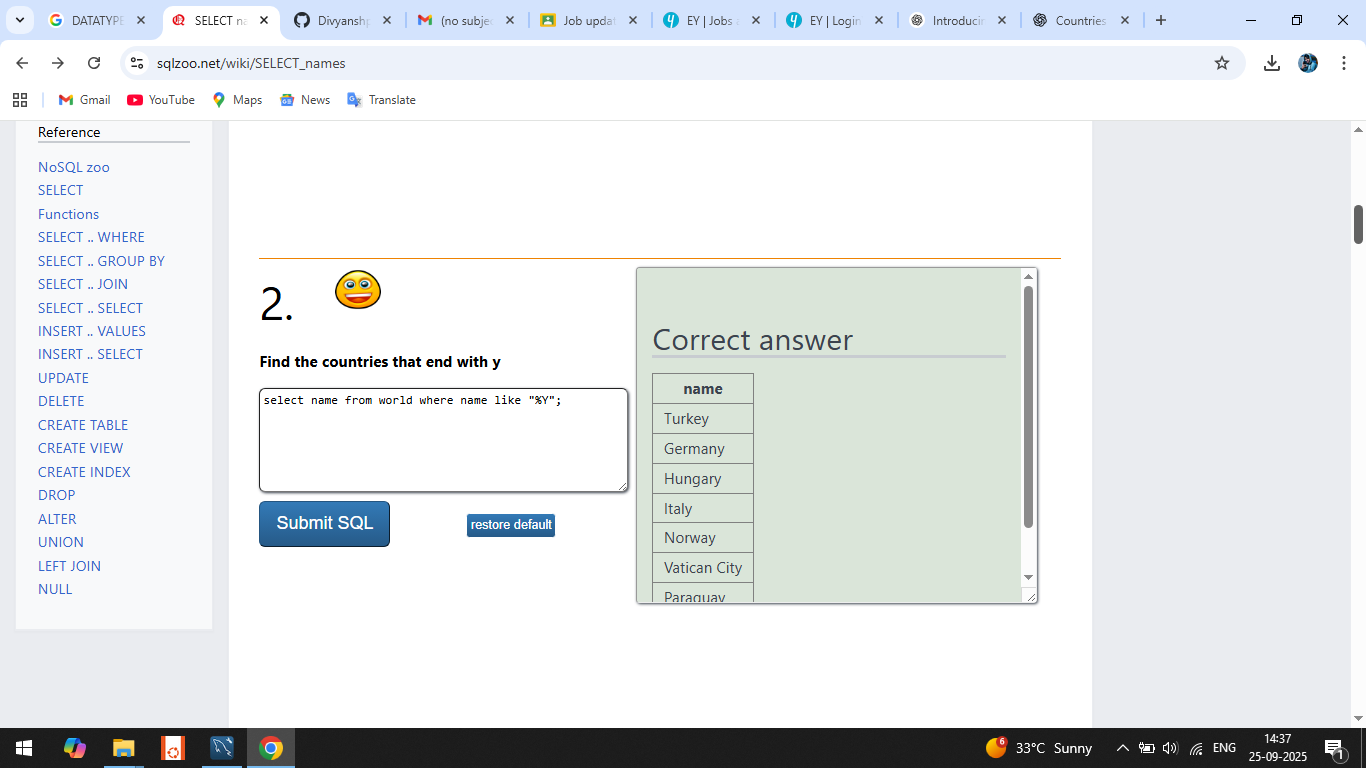 DATATYPE
SELECT na
Divyanshp
(no subje
Job updat
EY | Jobs
EY | Login
Introducin
Countries
sqlzoo.net/wiki/SELECT_names
Gmail
YouTube
Maps
News
Translate
Reference
NoSQL zoo
SELECT
Functions
SELECT .. WHERE
SELECT .. GROUP BY
SELECT .. JOIN
SELECT .. SELECT
INSERT .. VALUES
INSERT .. SELECT
UPDATE
DELETE
CREATE TABLE
CREATE VIEW
CREATE INDEX
DROP
ALTER
UNION
LEFT JOIN
NULL
2.
Find the countries that end with y
select name from world where name like "%Y";
Submit SQL
restore default
Correct answer
name
Turkey
Germany
Hungary
Italy
Norway
Vatican City
Paraguay
6
33°C Sunny
ENG
14:37
25-09-2025
1